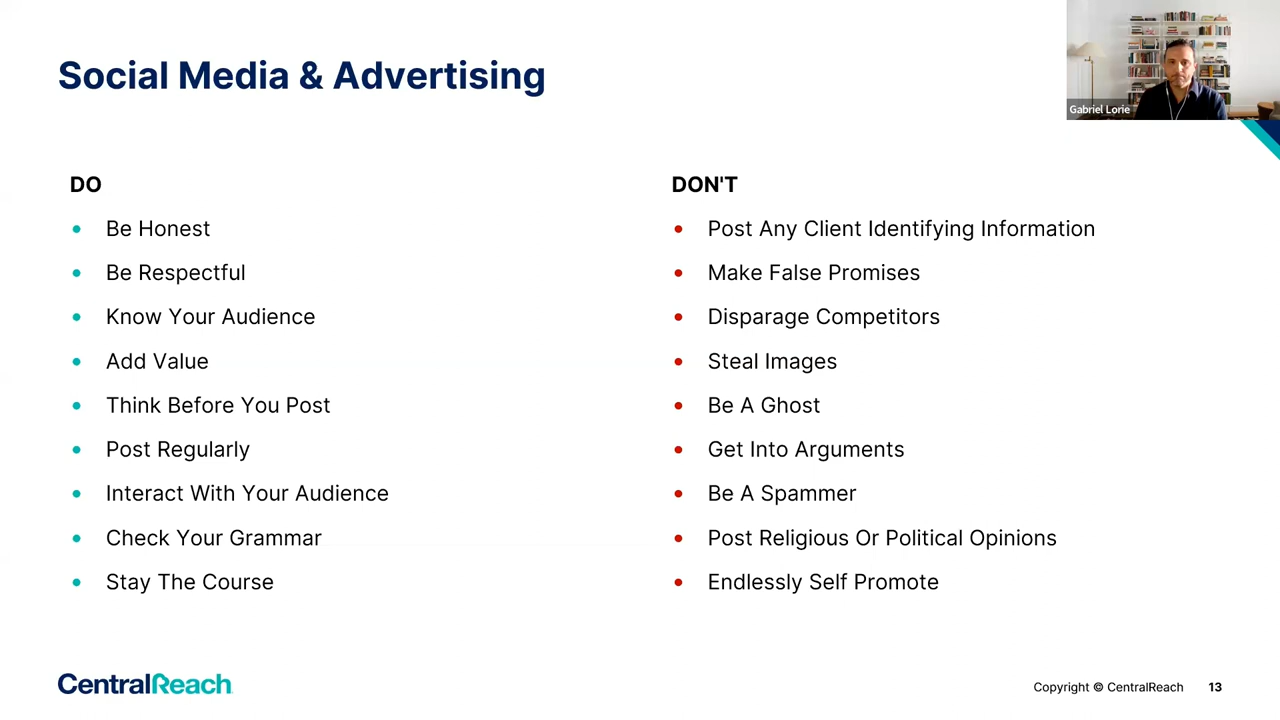 Social Media & Advertising
Gabriel Lorie
DO
Be Honest
Be Respectful
Know Your Audience
Add Value
Think Before You Post
Post Regularly
Interact With Your Audience
Check Your Grammar
Stay The Course
DON'T
Post Any Client Identifying Information
Make False Promises
Disparage Competitors
Steal Images
Be A Ghost
Get Into Arguments
Be A Spammer
Post Religious Or Political Opinions
Endlessly Self Promote
CentralReach
Copyright © CentralReach 13